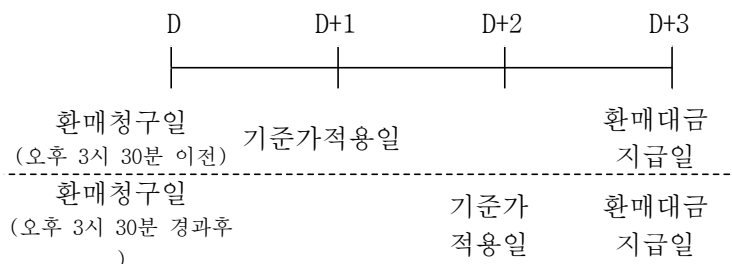 D D+1 D+2 D+3
환매청구일
(오후 3시 30분 이전)
기준가적용일
환매대금
지급일
환매청구일
(오후 3시 30분 경과후
)
기준가
적용일
환매대금
지급일